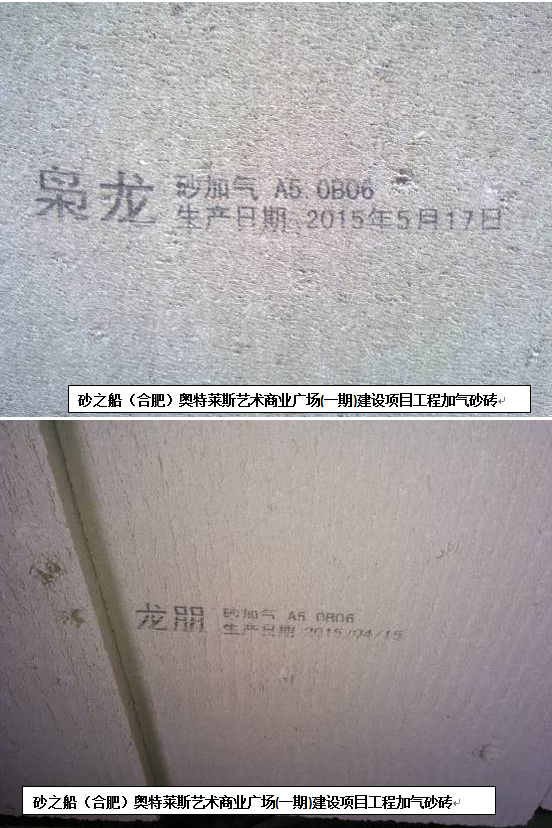 枭龙
砂加气 A5.0B06
生产日期 2015年5月17日
砂之船（合肥）奥特莱斯艺术商业广场(一期)建设项目工程加气砂砖
龙朋
砂加气 A5.0B06
生产日期 2015/04/15
砂之船（合肥）奥特莱斯艺术商业广场(一期)建设项目工程加气砂砖